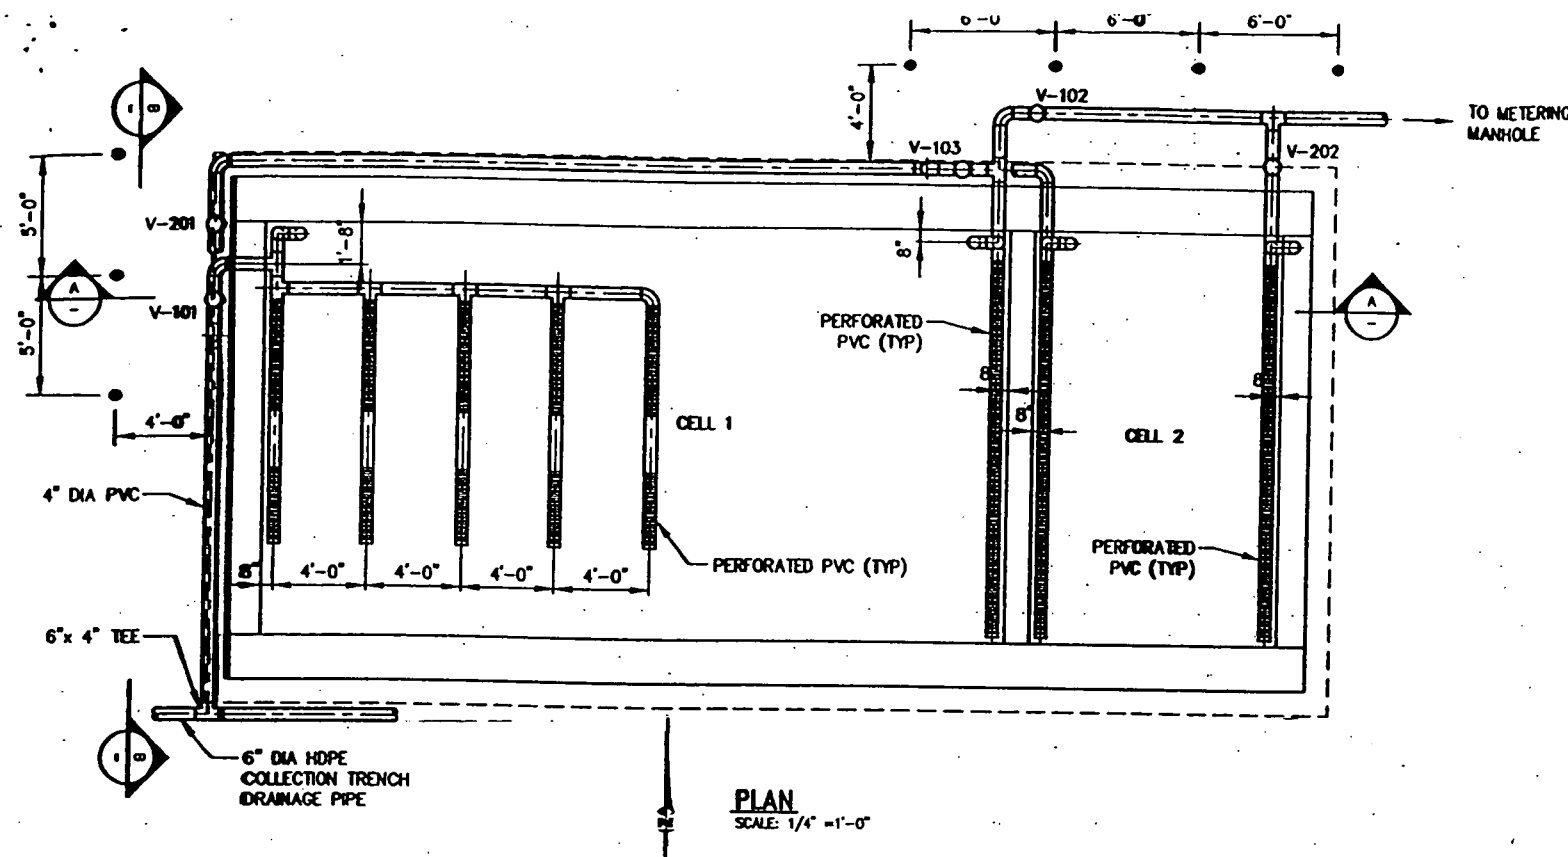 6'-0"
6'-0"
6'-0"
4'-0"
V-102
TO METERING
MANHOLE
V-103
V-202
5'-0"
V-201
1'-8"
8"
A
A
V-101
5'-0"
PERFORATED
PVC (TYP)
8"
8"
8"
4'-0"
CELL 1
CELL 2
4" DIA PVC
PERFORATED
PVC (TYP)
PERFORATED PVC (TYP)
8"
4'-0"
4'-0"
4'-0"
4'-0"
6"x 4" TEE
B
B
6" DIA HDPE
COLLECTION TRENCH
DRAINAGE PIPE
PLAN
SCALE: 1/4" =1'-0"